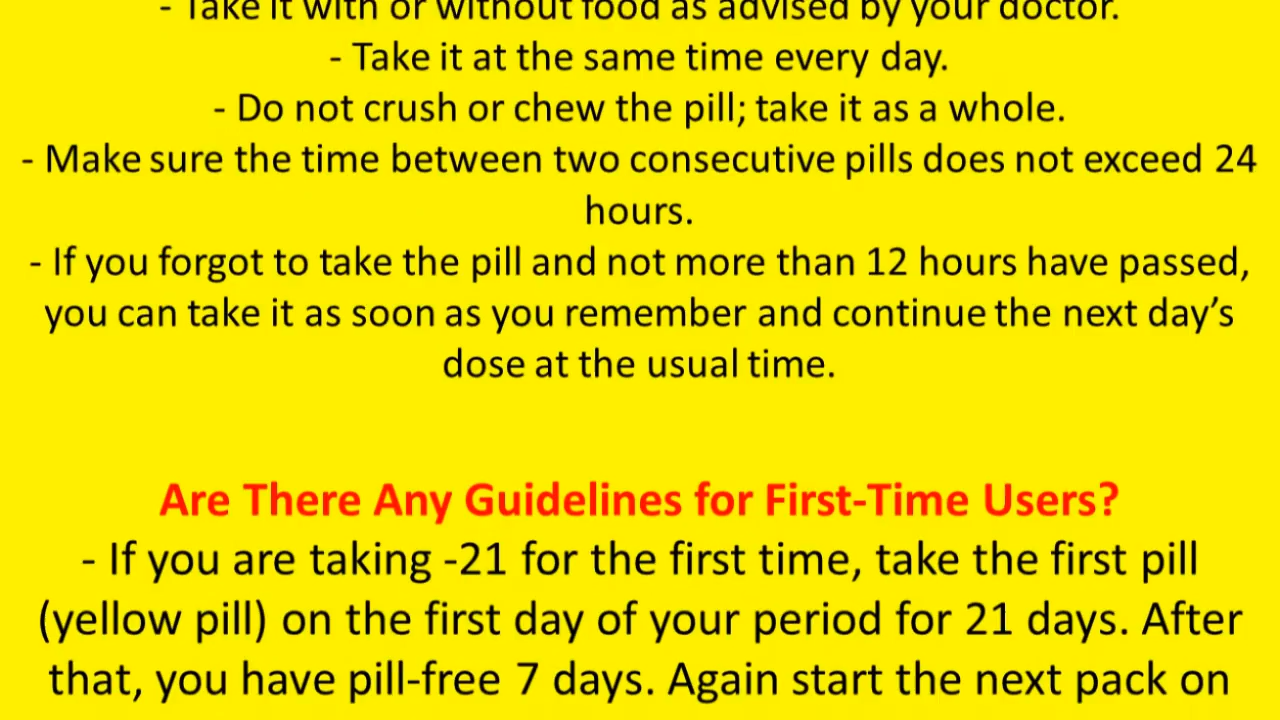 - Take it with or without food as advised by your doctor.
- Take it at the same time every day.
- Do not crush or chew the pill; take it as a whole.
- Make sure the time between two consecutive pills does not exceed 24
hours.
- If you forgot to take the pill and not more than 12 hours have passed,
you can take it as soon as you remember and continue the next day’s
dose at the usual time.
Are There Any Guidelines for First-Time Users?
- If you are taking -21 for the first time, take the first pill
(yellow pill) on the first day of your period for 21 days. After
that, you have pill-free 7 days. Again start the next pack on